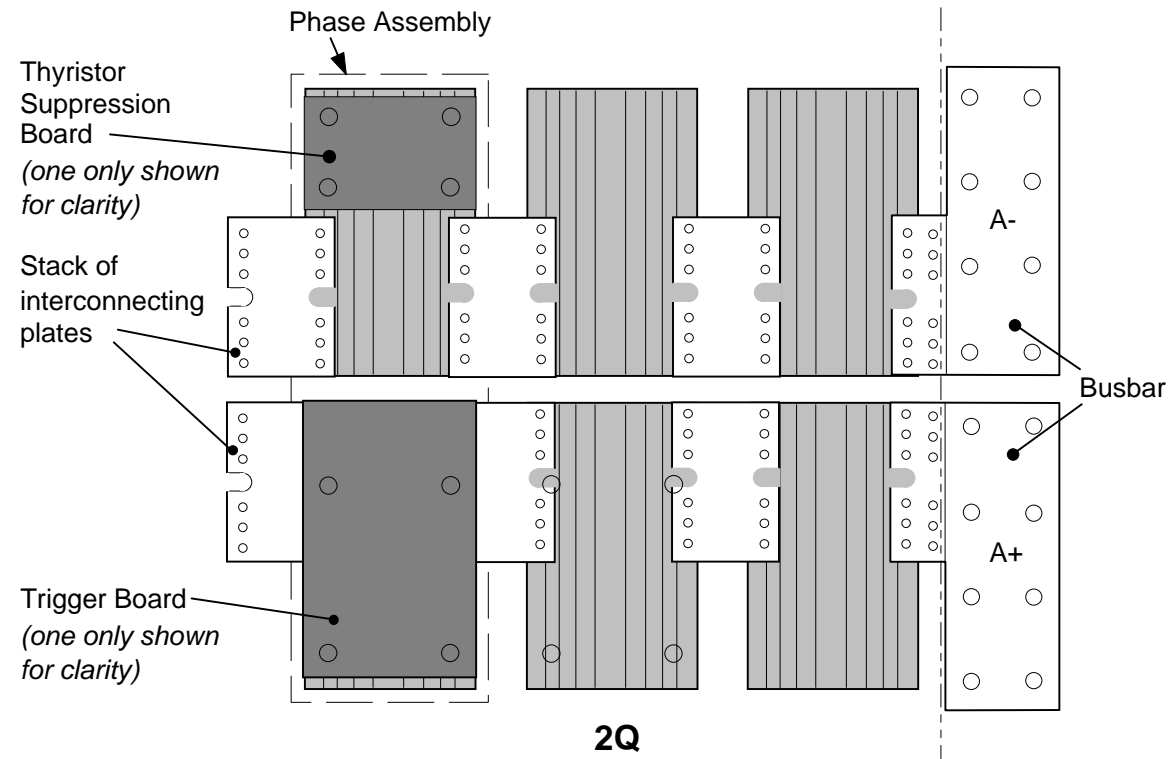 Phase Assembly
Thyristor
Suppression
Board
(one only shown
for clarity)
Stack of
interconnecting
plates
A-
Busbar
A+
Trigger Board
(one only shown
for clarity)
2Q